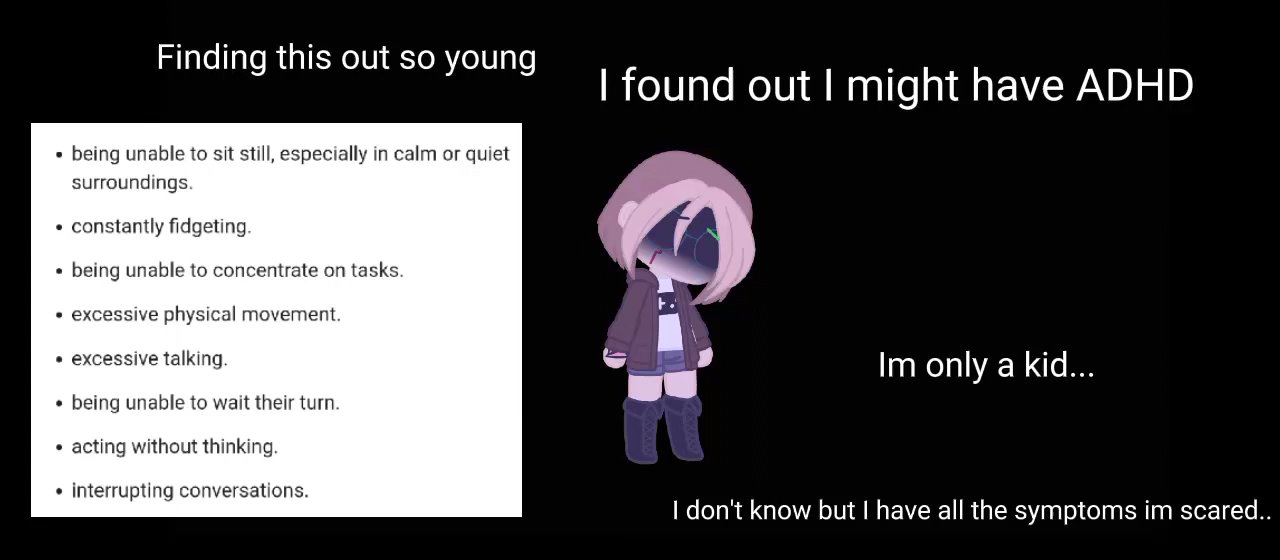 Finding this out so young
I found out I might have ADHD
• being unable to sit still, especially in calm or quiet
surroundings.
• constantly fidgeting.
• being unable to concentrate on tasks.
• excessive physical movement.
• excessive talking.
• being unable to wait their turn.
• acting without thinking.
• interrupting conversations.
Im only a kid...
I don't know but I have all the symptoms im scared..